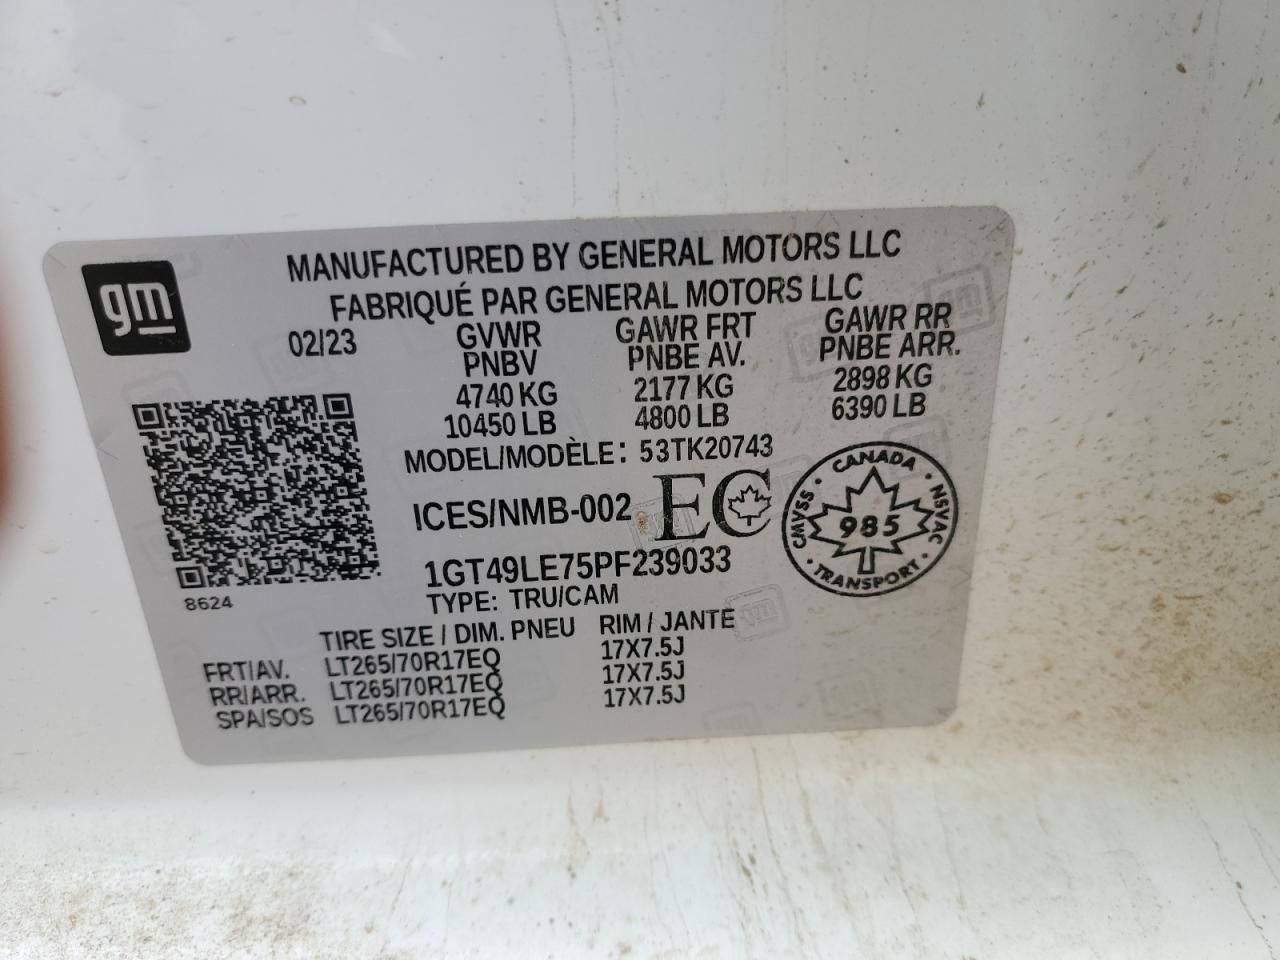 gm
MANUFACTURED BY GENERAL MOTORS LLC
FABRIQUÉ PAR GENERAL MOTORS LLC
02/23 GVWR GAWR FRT GAWR RR
PNBV PNBE AV. PNBE ARR.
4740 KG 2177 KG 2898 KG
10450 LB 4800 LB 6390 LB
MODEL/MODÈLE: 53TK20743
ICES/NMB-002 EC
CANADA
CMVSS 985 NSVAC
TRANSPORT
1GT49LE75PF239033
8624
TYPE: TRU/CAM
TIRE SIZE / DIM. PNEU RIM / JANTE
FRT/AV. LT265/70R17EQ 17X7.5J
RR/ARR. LT265/70R17EQ 17X7.5J
SPA/SOS LT265/70R17EQ 17X7.5J